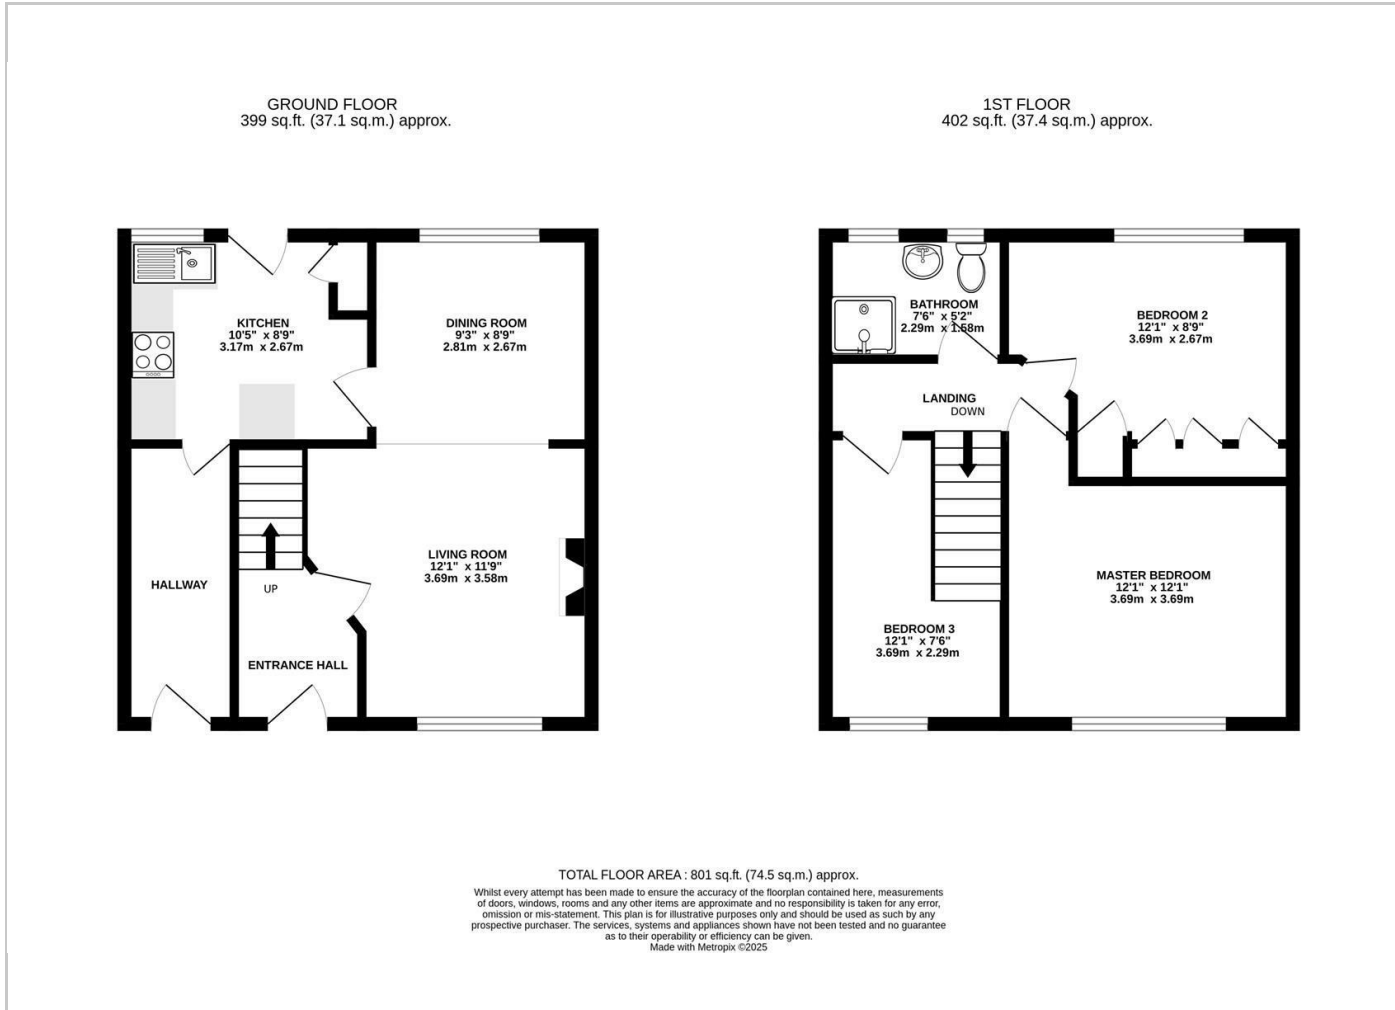 GROUND FLOOR
399 sq.ft. (37.1 sq.m.) approx.
KITCHEN
10'5" x 8'9"
3.17m x 2.67m
DINING ROOM
9'3" x 8'9"
2.81m x 2.67m
LIVING ROOM
12'1" x 11'9"
3.69m x 3.58m
HALLWAY
UP
ENTRANCE HALL
1ST FLOOR
402 sq.ft. (37.4 sq.m.) approx.
BATHROOM
7'6" x 5'2"
2.29m x 1.58m
BEDROOM 2
12'1" x 8'9"
3.69m x 2.67m
LANDING
DOWN
MASTER BEDROOM
12'1" x 12'1"
3.69m x 3.69m
BEDROOM 3
12'1" x 7'6"
3.69m x 2.29m
TOTAL FLOOR AREA : 801 sq.ft. (74.5 sq.m.) approx.
Whilst every attempt has been made to ensure the accuracy of the floorplan contained here, measurements
of doors, windows, rooms and any other items are approximate and no responsibility is taken for any error,
omission or mis-statement. This plan is for illustrative purposes only and should be used as such by any
prospective purchaser. The services, systems and appliances shown have not been tested and no guarantee
as to their operability or efficiency can be given.
Made with Metropix ©2025